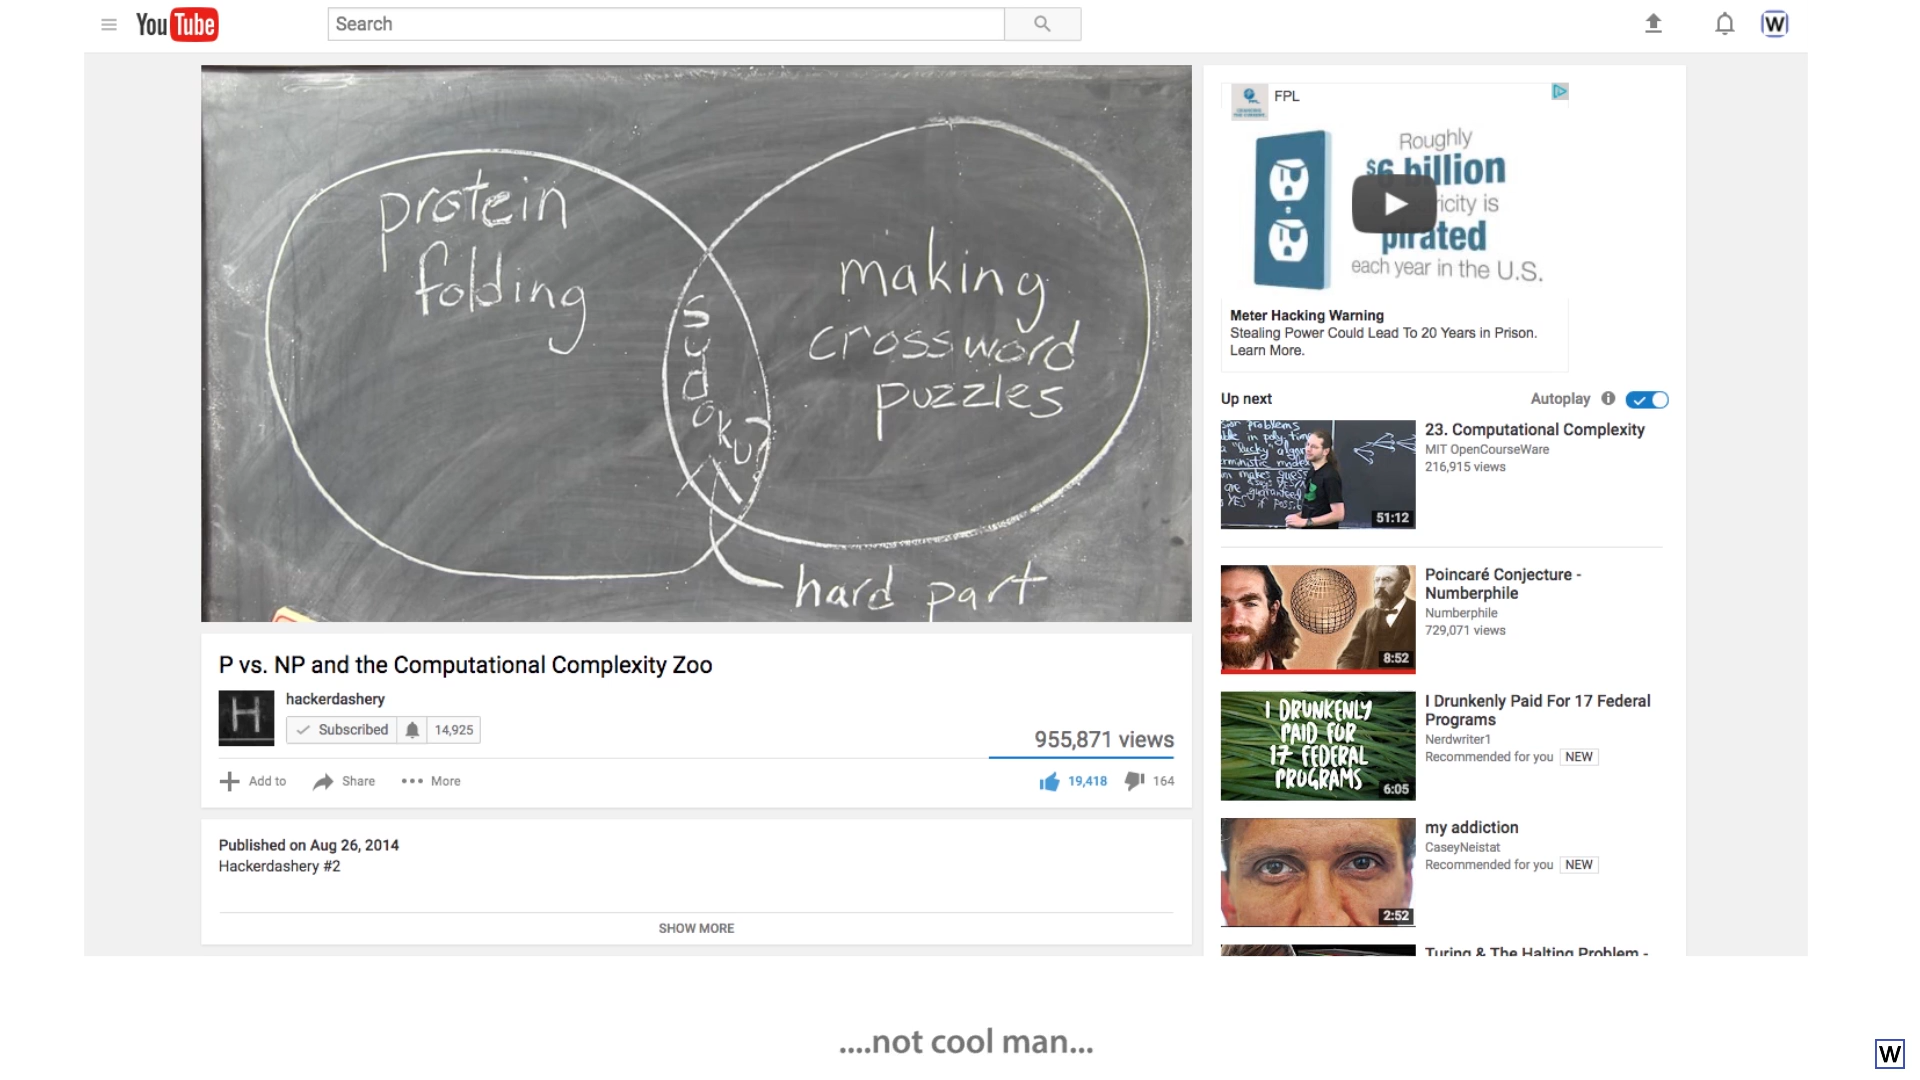 YouTube
Search
W
protein
folding
sudoku?
making
crossword
puzzles
hard part
P vs. NP and the Computational Complexity Zoo
H
hackerdashery
Subscribed
14,925
955,871 views
Add to
Share
More
19,418
164
Published on Aug 26, 2014
Hackerdashery #2
SHOW MORE
FPL
Roughly
$6 billion
is
pirated
each year in the U.S.
Meter Hacking Warning
Stealing Power Could Lead To 20 Years in Prison.
Learn More.
Up next
Autoplay
51:12
23. Computational Complexity
MIT OpenCourseWare
216,915 views
8:52
Poincaré Conjecture -
Numberphile
Numberphile
729,071 views
I DRUNKENLY
PAID FOR
17 FEDERAL
PROGRAMS
6:05
I Drunkenly Paid For 17 Federal
Programs
Nerdwriter1
Recommended for you NEW
2:52
my addiction
CaseyNeistat
Recommended for you NEW
Turing & The Halting Problem -
....not cool man...
W